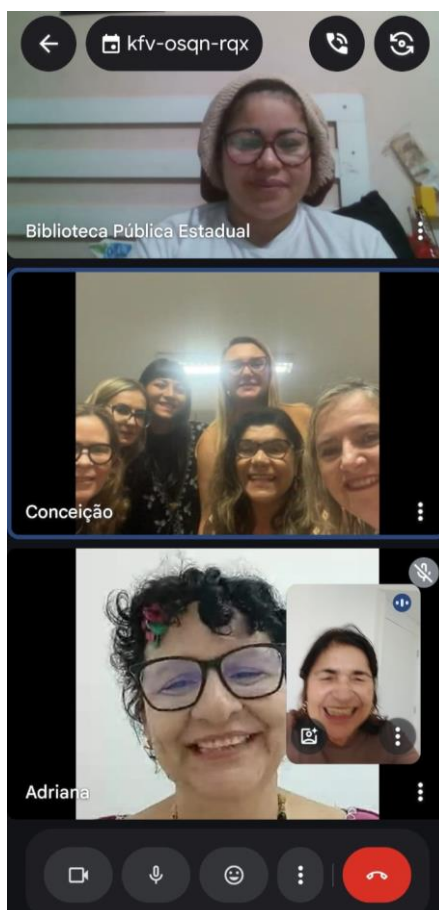 kfv-osqn-rqx
Biblioteca Pública Estadual
Conceição
Adriana